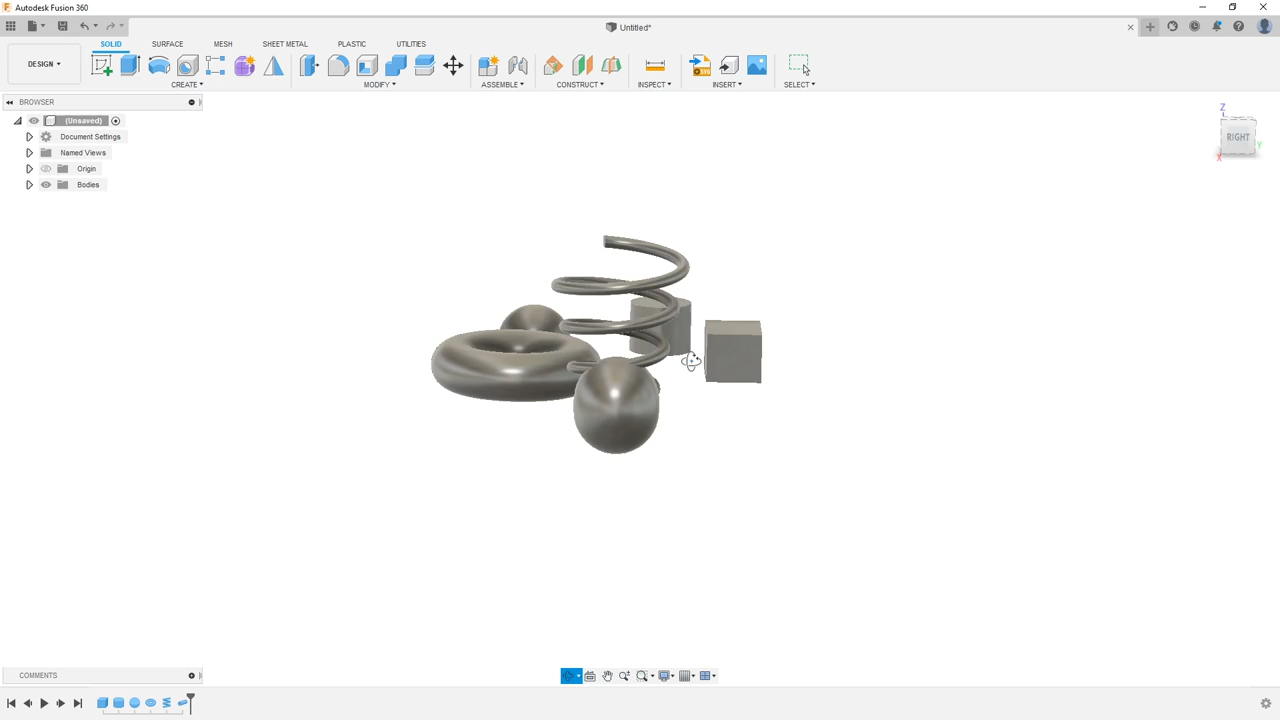 Autodesk Fusion 360
Untitled*
DESIGN
SOLID
SURFACE
MESH
SHEET METAL
PLASTIC
UTILITIES
CREATE
MODIFY
ASSEMBLE
CONSTRUCT
INSPECT
INSERT
SELECT
BROWSER
(Unsaved)
Document Settings
Named Views
Origin
Bodies
Z
RIGHT
Y
X
COMMENTS